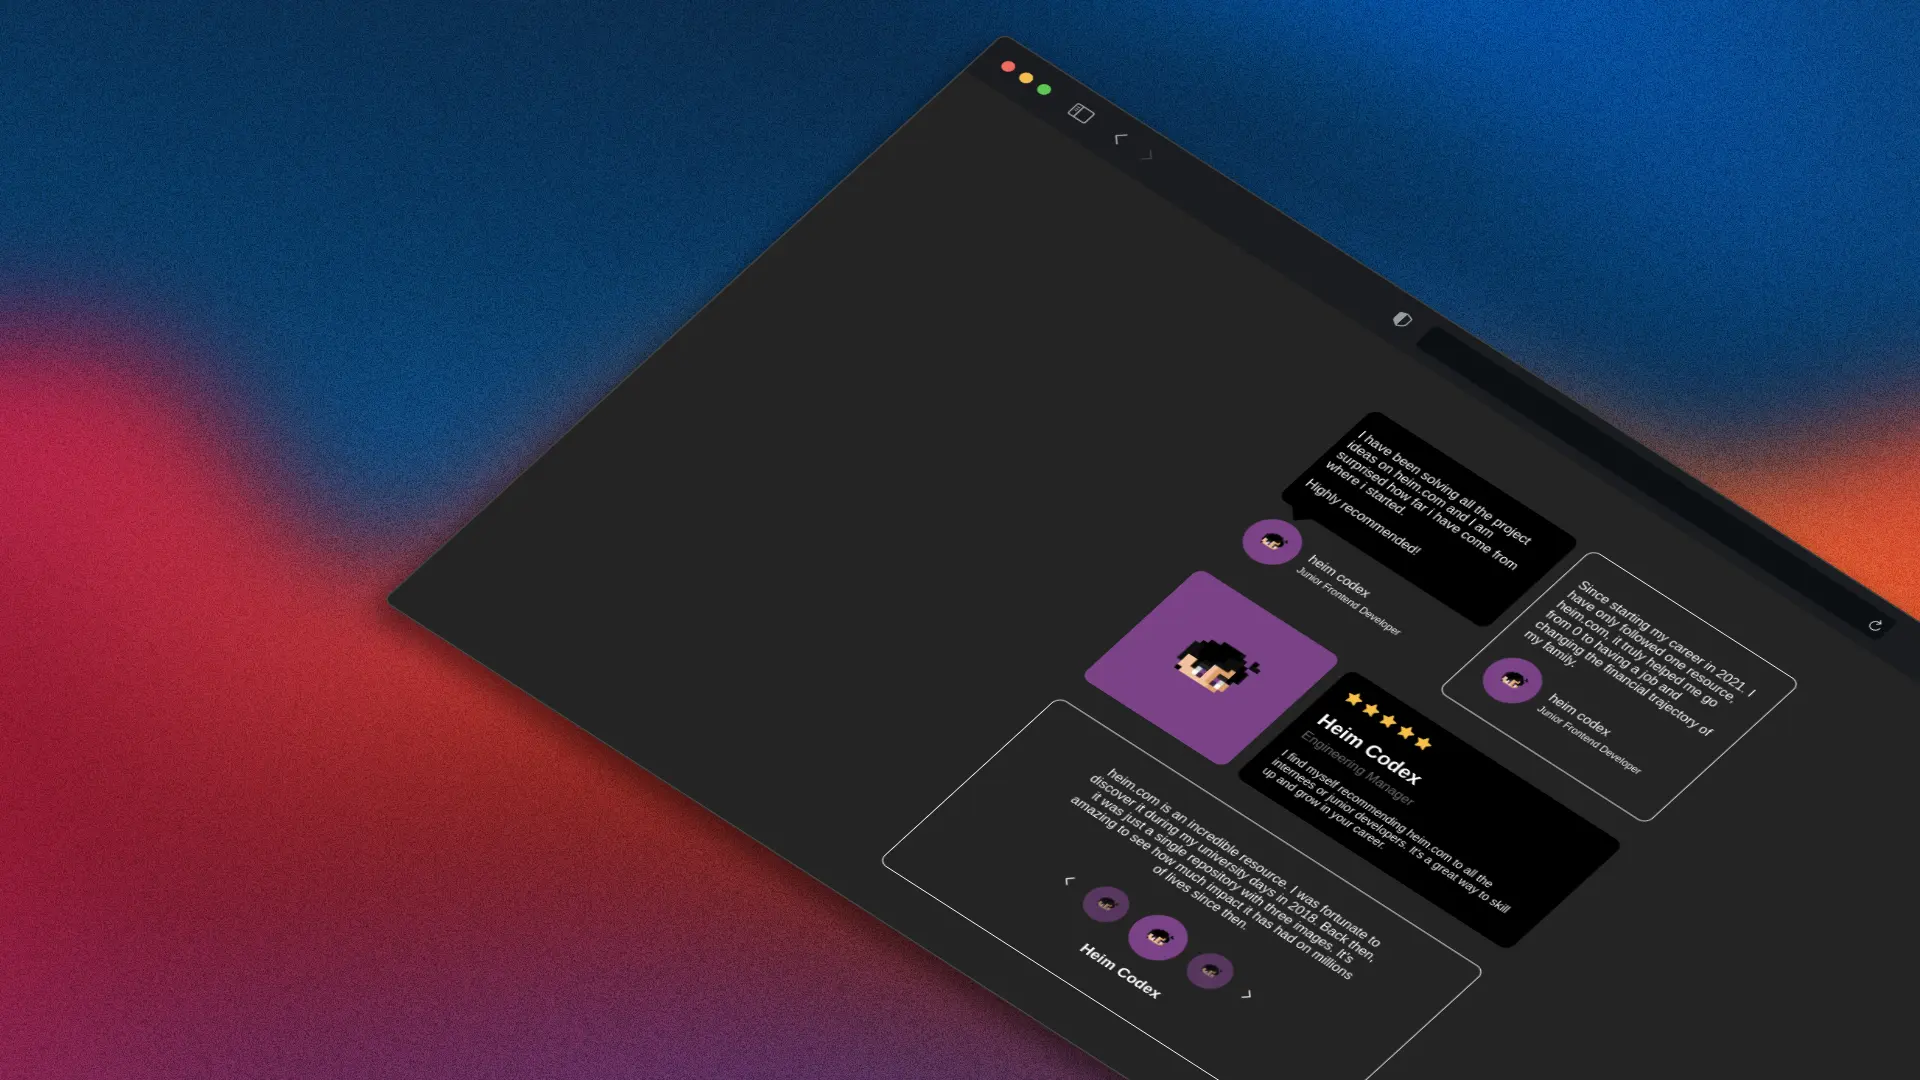 I have been solving all the project
ideas on heim.com and I am
surprised how far I have come from
where i started.
Highly recommended!
heim codex
Junior Frontend Developer
Since starting my career in 2021. I
have only followed one resource,
heim.com, it truly helped me go
from 0 to having a job and
changing the financial trajectory of
my family.
heim codex
Junior Frontend Developer
Heim Codex
Engineering Manager
I find myself recommending heim.com to all the
internees or junior developers. It's a great way to skill
up and grow in your career.
heim.com is an incredible resource. I was fortunate to
discover it during my university days in 2018. Back then,
it was just a single repository with three images. It's
amazing to see how much impact it has had on millions
of lives since then.
Heim Codex